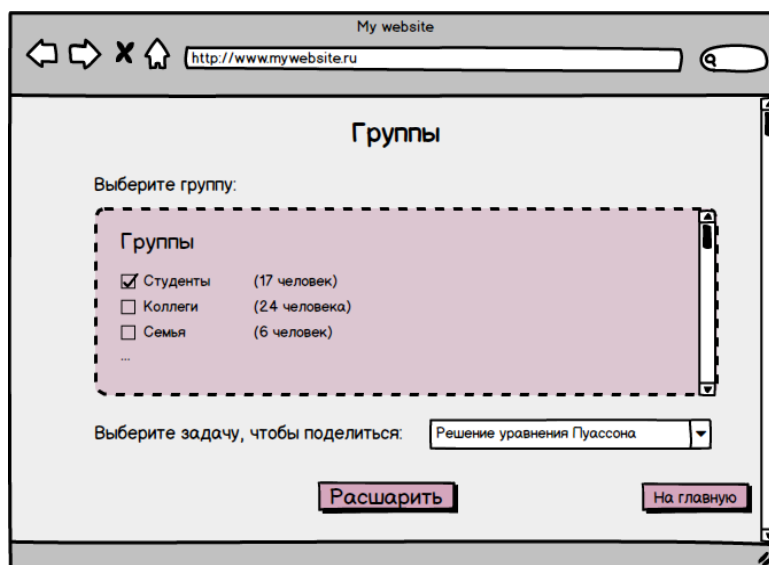 My website
http://www.mywebsite.ru
Группы
Выберите группу:
Группы
Студенты (17 человек)
Коллеги (24 человека)
Семья (6 человек)
...
Выберите задачу, чтобы поделиться: Решение уравнения Пуассона
Расшарить На главную